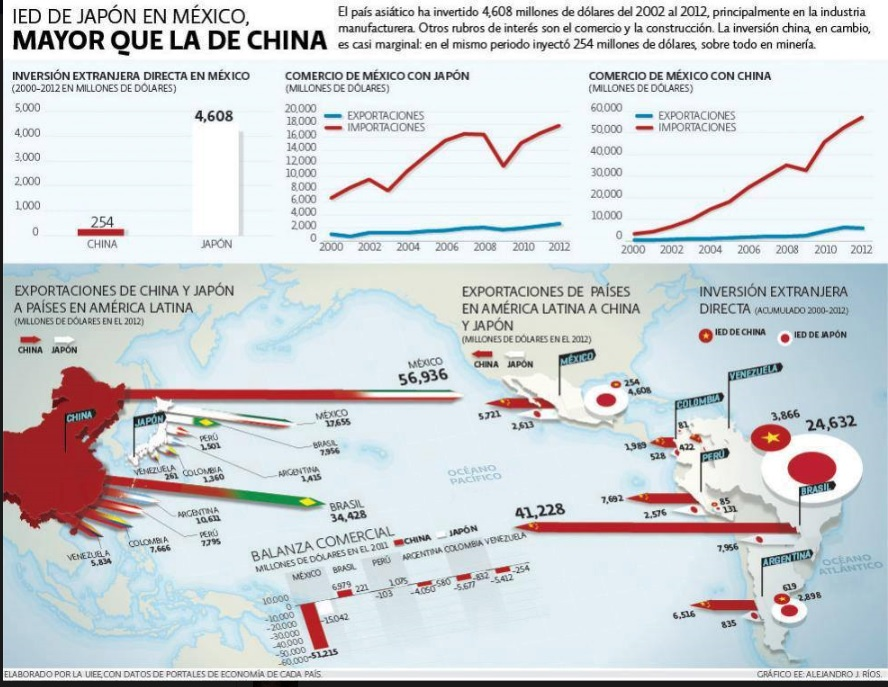 IED DE JAPÓN EN MÉXICO,
MAYOR QUE LA DE CHINA
El país asiático ha invertido 4,608 millones de dólares del 2002 al 2012, principalmente en la industria
manufacturera. Otros rubros de interés son el comercio y la construcción. La inversión china, en cambio,
es casi marginal: en el mismo periodo inyectó 254 millones de dólares, sobre todo en minería.
INVERSIÓN EXTRANJERA DIRECTA EN MÉXICO
(2000-2012 EN MILLONES DE DÓLARES)
5,000
4,000
3,000
2,000
1,000
0
254
4,608
CHINA
JAPÓN
COMERCIO DE MÉXICO CON JAPÓN
(MILLONES DE DÓLARES)
20,000
18,000
16,000
14,000
12,000
10,000
8,000
6,000
4,000
2,000
0
EXPORTACIONES
IMPORTACIONES
2000 2002 2004 2006 2008 2010 2012
COMERCIO DE MÉXICO CON CHINA
(MILLONES DE DÓLARES)
60,000
50,000
40,000
30,000
20,000
10,000
0
EXPORTACIONES
IMPORTACIONES
2000 2002 2004 2006 2008 2010 2012
EXPORTACIONES DE CHINA Y JAPÓN
A PAÍSES EN AMÉRICA LATINA
(MILLONES DE DÓLARES EN EL 2012)
CHINA JAPÓN
CHINA
JAPÓN
MÉXICO
56,936
MÉXICO
17,655
BRASIL
7,956
PERÚ
1,501
ARGENTINA
1,415
COLOMBIA
1,360
VENEZUELA
261
BRASIL
34,428
ARGENTINA
10,611
PERÚ
7,795
COLOMBIA
7,666
VENEZUELA
5,834
EXPORTACIONES DE PAÍSES
EN AMÉRICA LATINA A CHINA
Y JAPÓN
(MILLONES DE DÓLARES EN EL 2012)
CHINA JAPÓN
MÉXICO
5,721
2,613
254
4,608
INVERSIÓN EXTRANJERA
DIRECTA (ACUMULADO 2000-2012)
IED DE CHINA
IED DE JAPÓN
VENEZUELA
COLOMBIA
81
422
1,989
528
3,866
24,632
PERÚ
7,692
2,576
85
131
BRASIL
41,228
7,956
ARGENTINA
619
2,898
6,516
835
OCÉANO
PACÍFICO
OCÉANO
ATLÁNTICO
BALANZA COMERCIAL
MILLONES DE DÓLARES EN EL 2011
CHINA JAPÓN
MÉXICO BRASIL PERÚ ARGENTINA COLOMBIA VENEZUELA
10,000
0
-10,000
-20,000
-30,000
-40,000
-50,000
-60,000
-51,215
-15,042
6,979
221
1,075
-103
-4,050
-580
-5,677
-832
-5,412
-254
ELABORADO POR LA UIEE, CON DATOS DE PORTALES DE ECONOMÍA DE CADA PAÍS.
GRÁFICO EE: ALEJANDRO J. RÍOS.